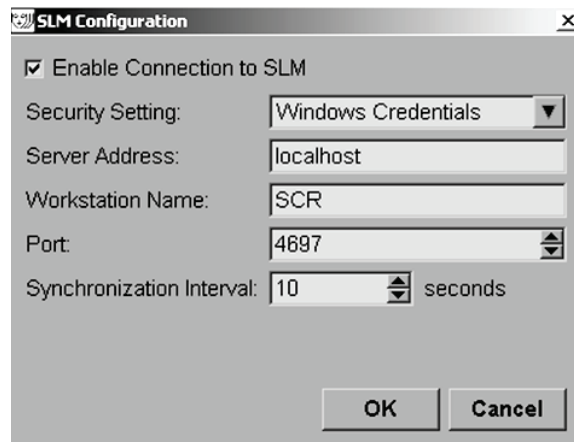 SLM Configuration
Enable Connection to SLM
Security Setting: Windows Credentials
Server Address: localhost
Workstation Name: SCR
Port: 4697
Synchronization Interval: 10 seconds
OK Cancel